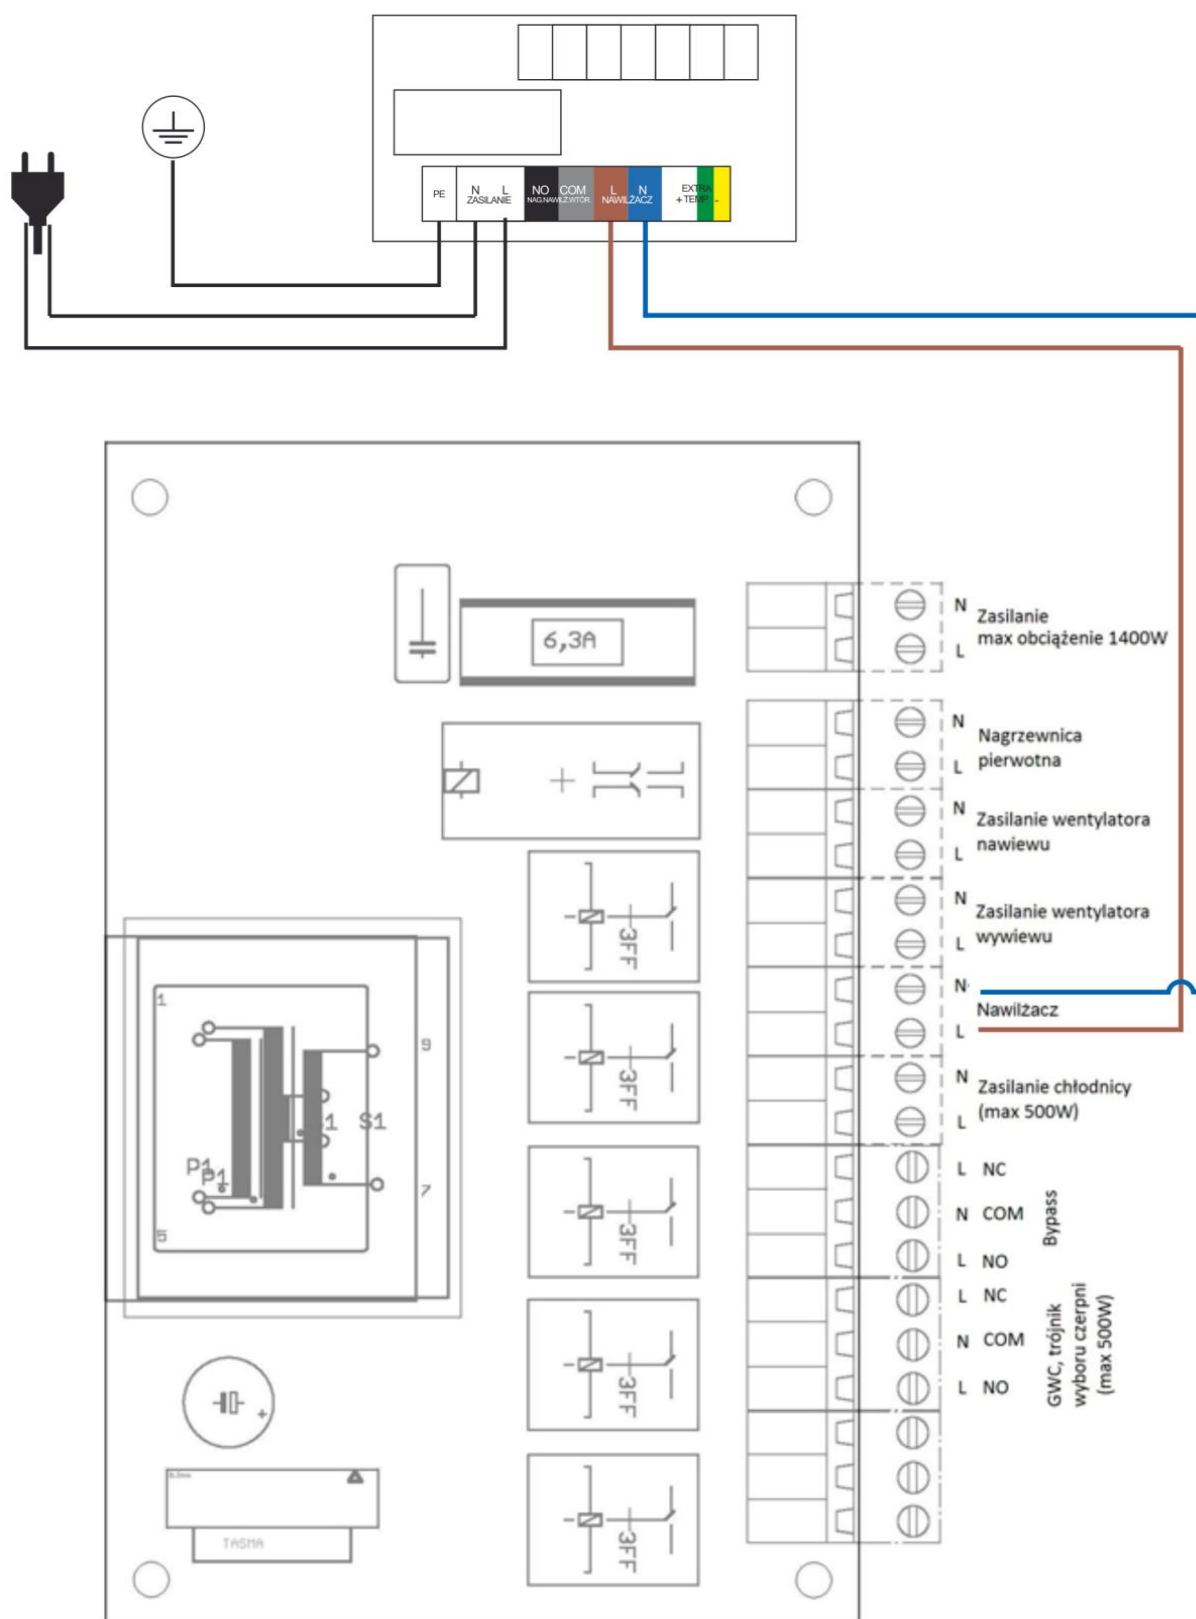 PE
N L
ZASILANIE
NO COM
NAG.NAWILŻ.WTÓR.
L N
NAWILŻACZ
EXTRA
+ TEMP -
6,3A
N
L
Zasilanie
max obciążenie 1400W
N
L
Nagrzewnica
pierwotna
N
L
Zasilanie wentylatora
nawiewu
3FF
N
L
Zasilanie wentylatora
wywiewu
3FF
N
L
Nawilżacz
N
L
Zasilanie chłodnicy
(max 500W)
1
9
S1
P1
P1
7
5
3FF
L NC
N COM
L NO
Bypass
3FF
L NC
N COM
L NO
GWC, trójnik
wyboru czerpni
(max 500W)
+
TASMA
3FF